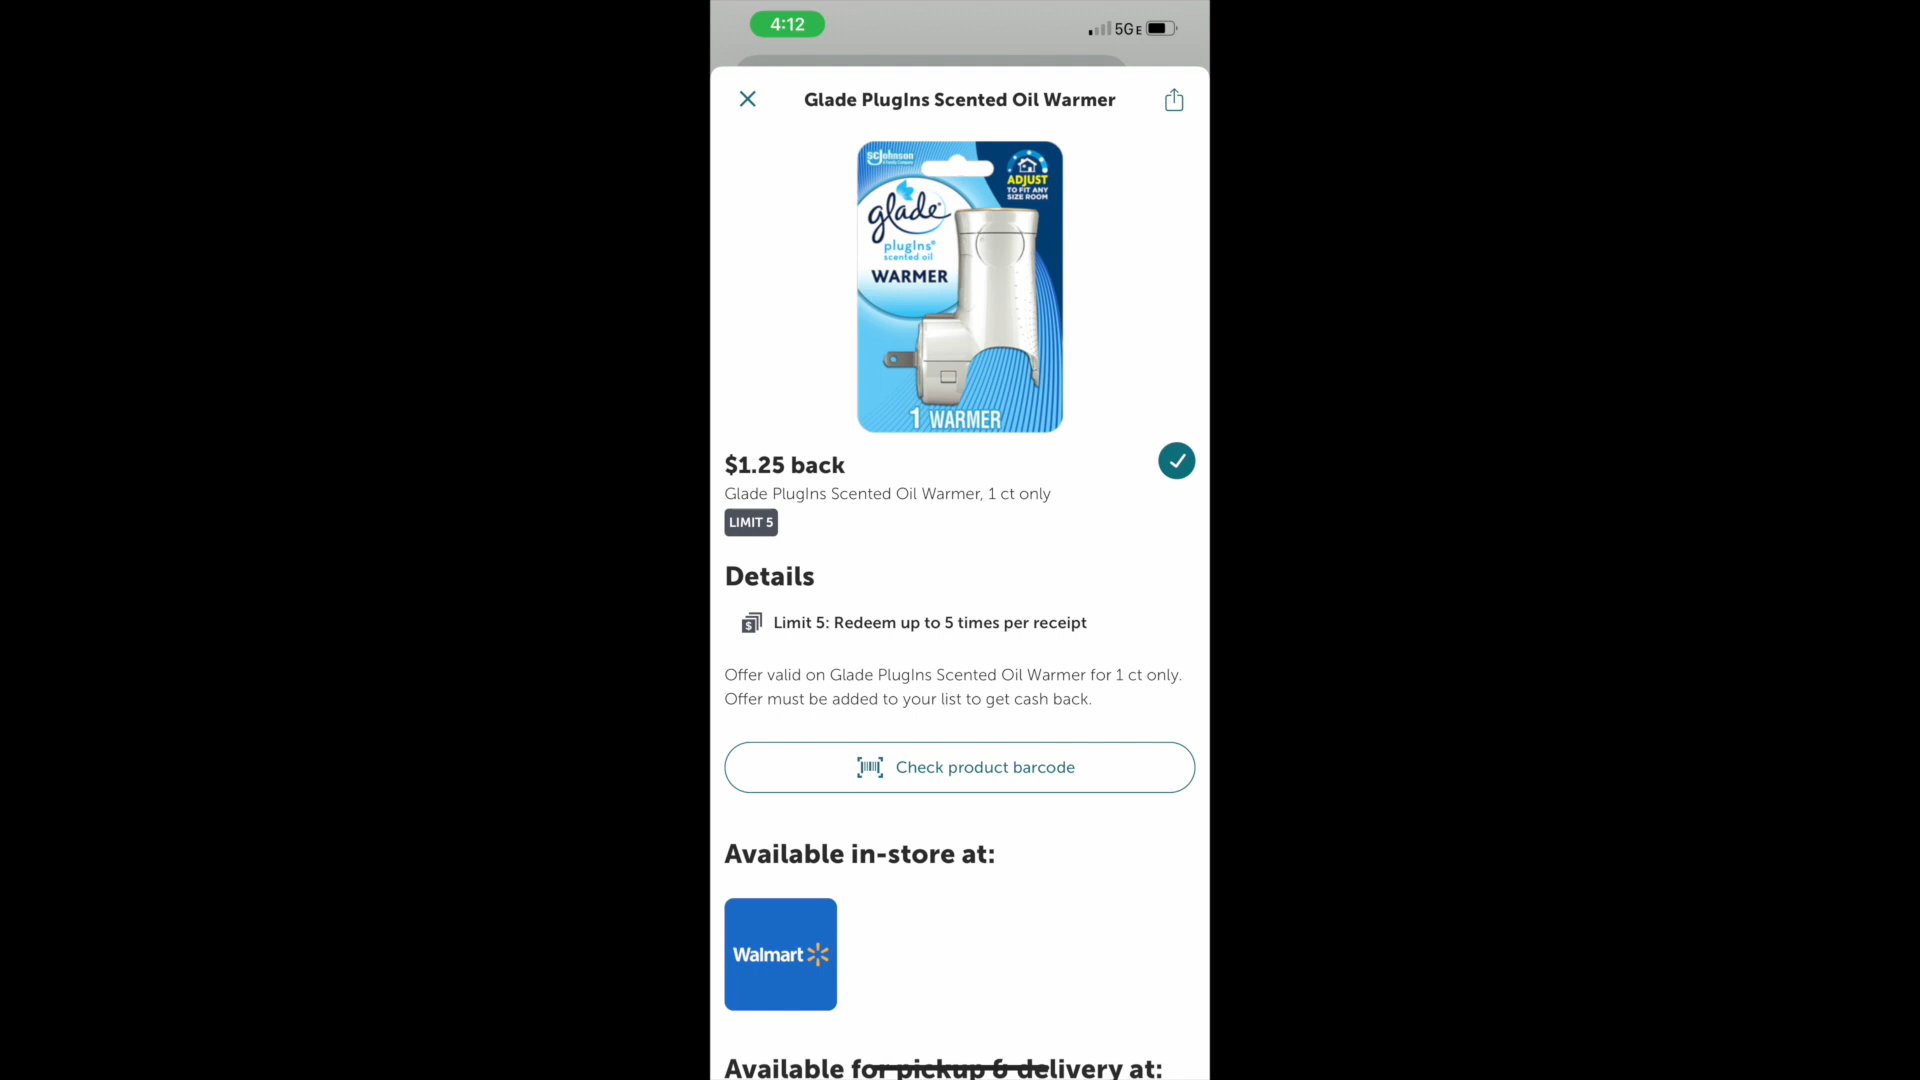 4:12
5GE
Glade PlugIns Scented Oil Warmer
SC Johnson
A Family Company
ADJUST
TO FIT ANY
SIZE ROOM
glade
plugIns®
scented oil
WARMER
1 WARMER
$1.25 back
Glade PlugIns Scented Oil Warmer, 1 ct only
LIMIT 5
Details
$ Limit 5: Redeem up to 5 times per receipt
Offer valid on Glade PlugIns Scented Oil Warmer for 1 ct only.
Offer must be added to your list to get cash back.
Check product barcode
Available in-store at:
Walmart
Available for pickup & delivery at: